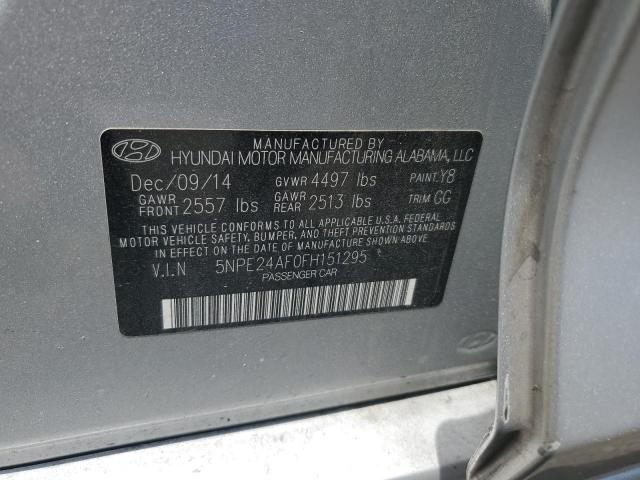 MANUFACTURED BY
HYUNDAI MOTOR MANUFACTURING ALABAMA, LLC
Dec/09/14 GVWR 4497 lbs PAINT Y8
GAWR FRONT 2557 lbs GAWR REAR 2513 lbs TRIM GG
THIS VEHICLE CONFORMS TO ALL APPLICABLE U.S.A. FEDERAL
MOTOR VEHICLE SAFETY, BUMPER, AND THEFT PREVENTION STANDARDS
IN EFFECT ON THE DATE OF MANUFACTURE SHOWN ABOVE.
V.I.N 5NPE24AF0FH151295
PASSENGER CAR